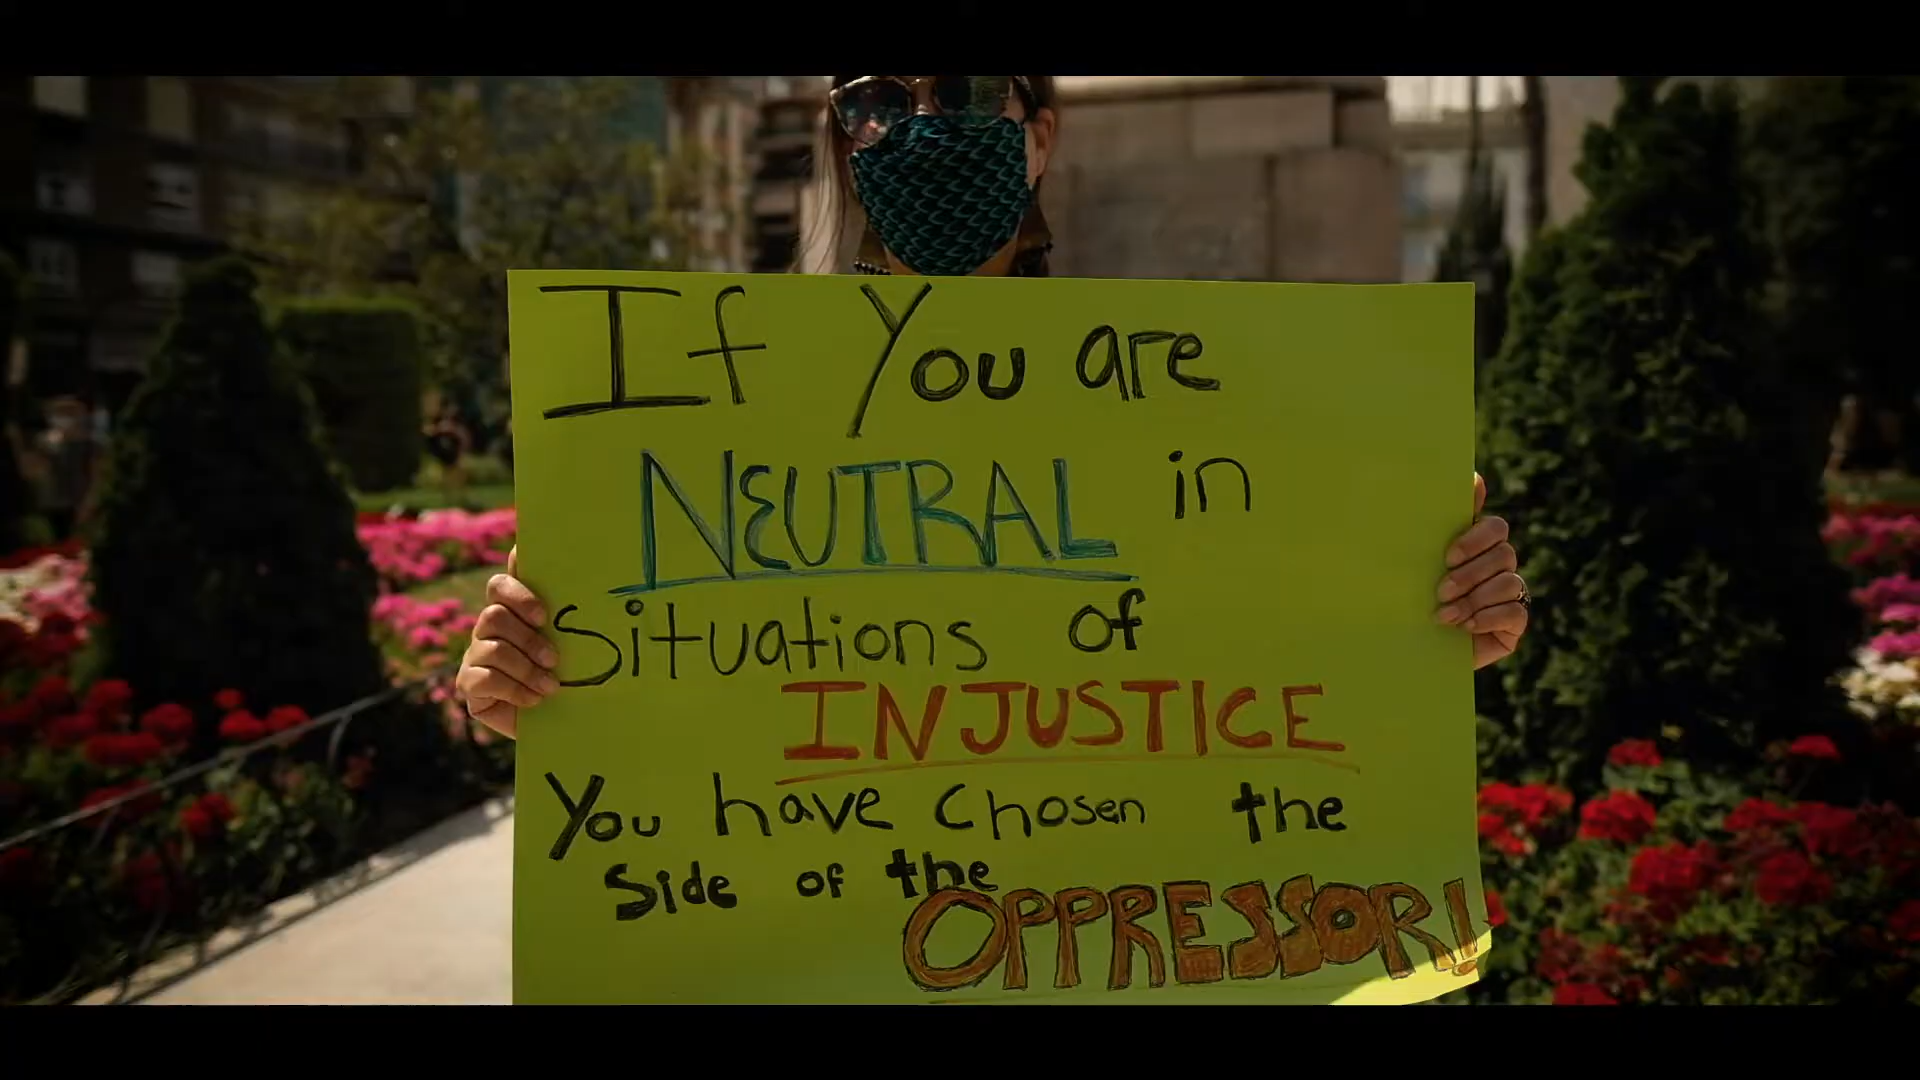 If You are
NEUTRAL in
Situations of
INJUSTICE
You have chosen the
Side of the
OPPRESSOR!